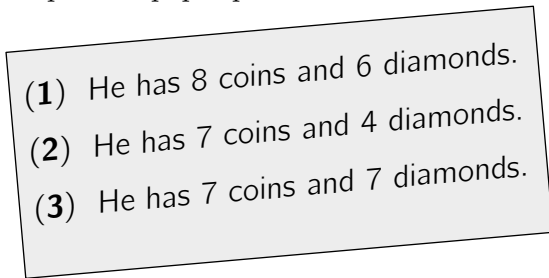 (1) He has 8 coins and 6 diamonds.
(2) He has 7 coins and 4 diamonds.
(3) He has 7 coins and 7 diamonds.